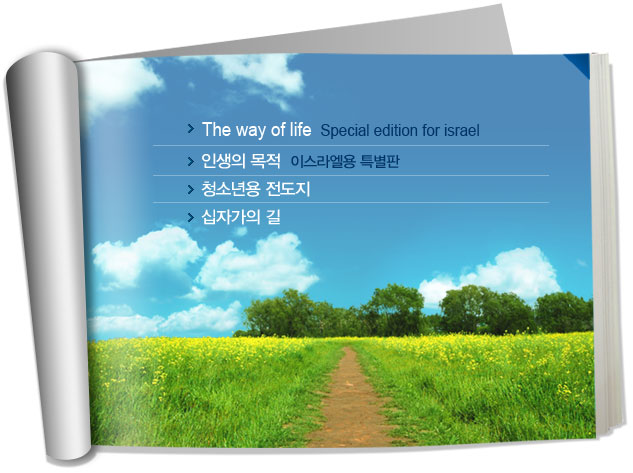 The way of life Special edition for israel
인생의 목적 이스라엘용 특별판
청소년용 전도지
십자가의 길